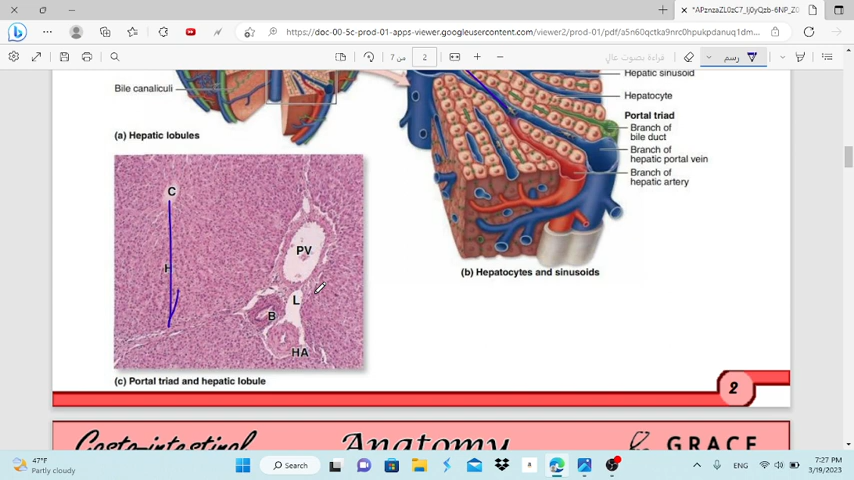 *APznzaZL0zC7_Ij0yQzb-6NP_Z0
https://doc-00-5c-prod-01-apps-viewer.googleusercontent.com/viewer2/prod-01/pdf/a5n60qctka9nrc0hpukpdanuq1dm...
2 من 7
قراءة بصوت عالٍ
رسم
Bile canaliculi
(a) Hepatic lobules
Hepatic sinusoid
Hepatocyte
Portal triad
Branch of
bile duct
Branch of
hepatic portal vein
Branch of
hepatic artery
(b) Hepatocytes and sinusoids
C
H
PV
L
B
HA
(c) Portal triad and hepatic lobule
2
Gasto-intestinal
Anatomy
GRACE
47°F
Partly cloudy
Search
a
ENG
7:27 PM
3/19/2023